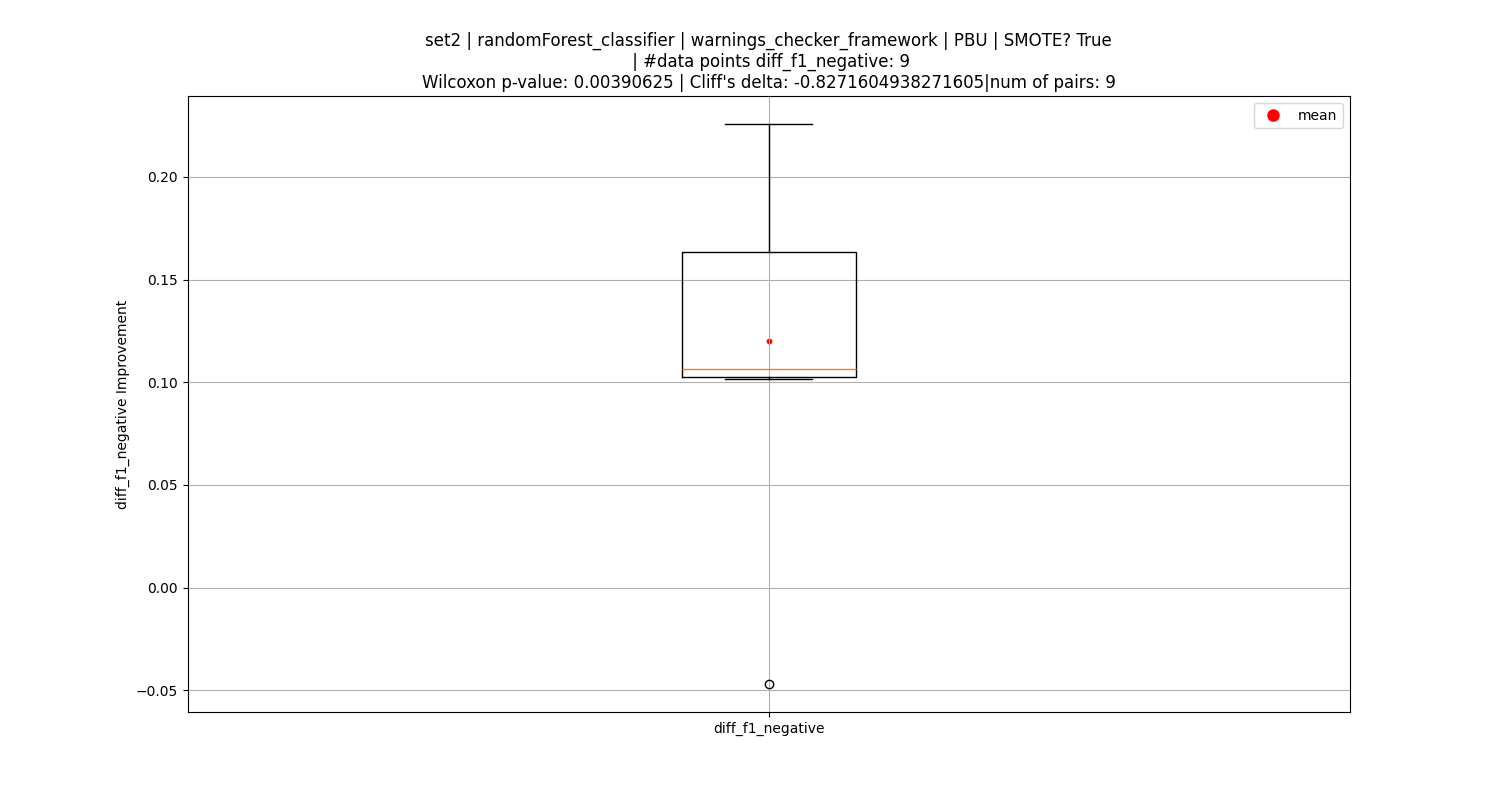 set2 | randomForest_classifier | warnings_checker_framework | PBU | SMOTE? True
| #data points diff_f1_negative: 9
Wilcoxon p-value: 0.00390625 | Cliff's delta: -0.8271604938271605|num of pairs: 9
mean
0.20
0.15
0.10
0.05
0.00
−0.05
diff_f1_negative Improvement
diff_f1_negative